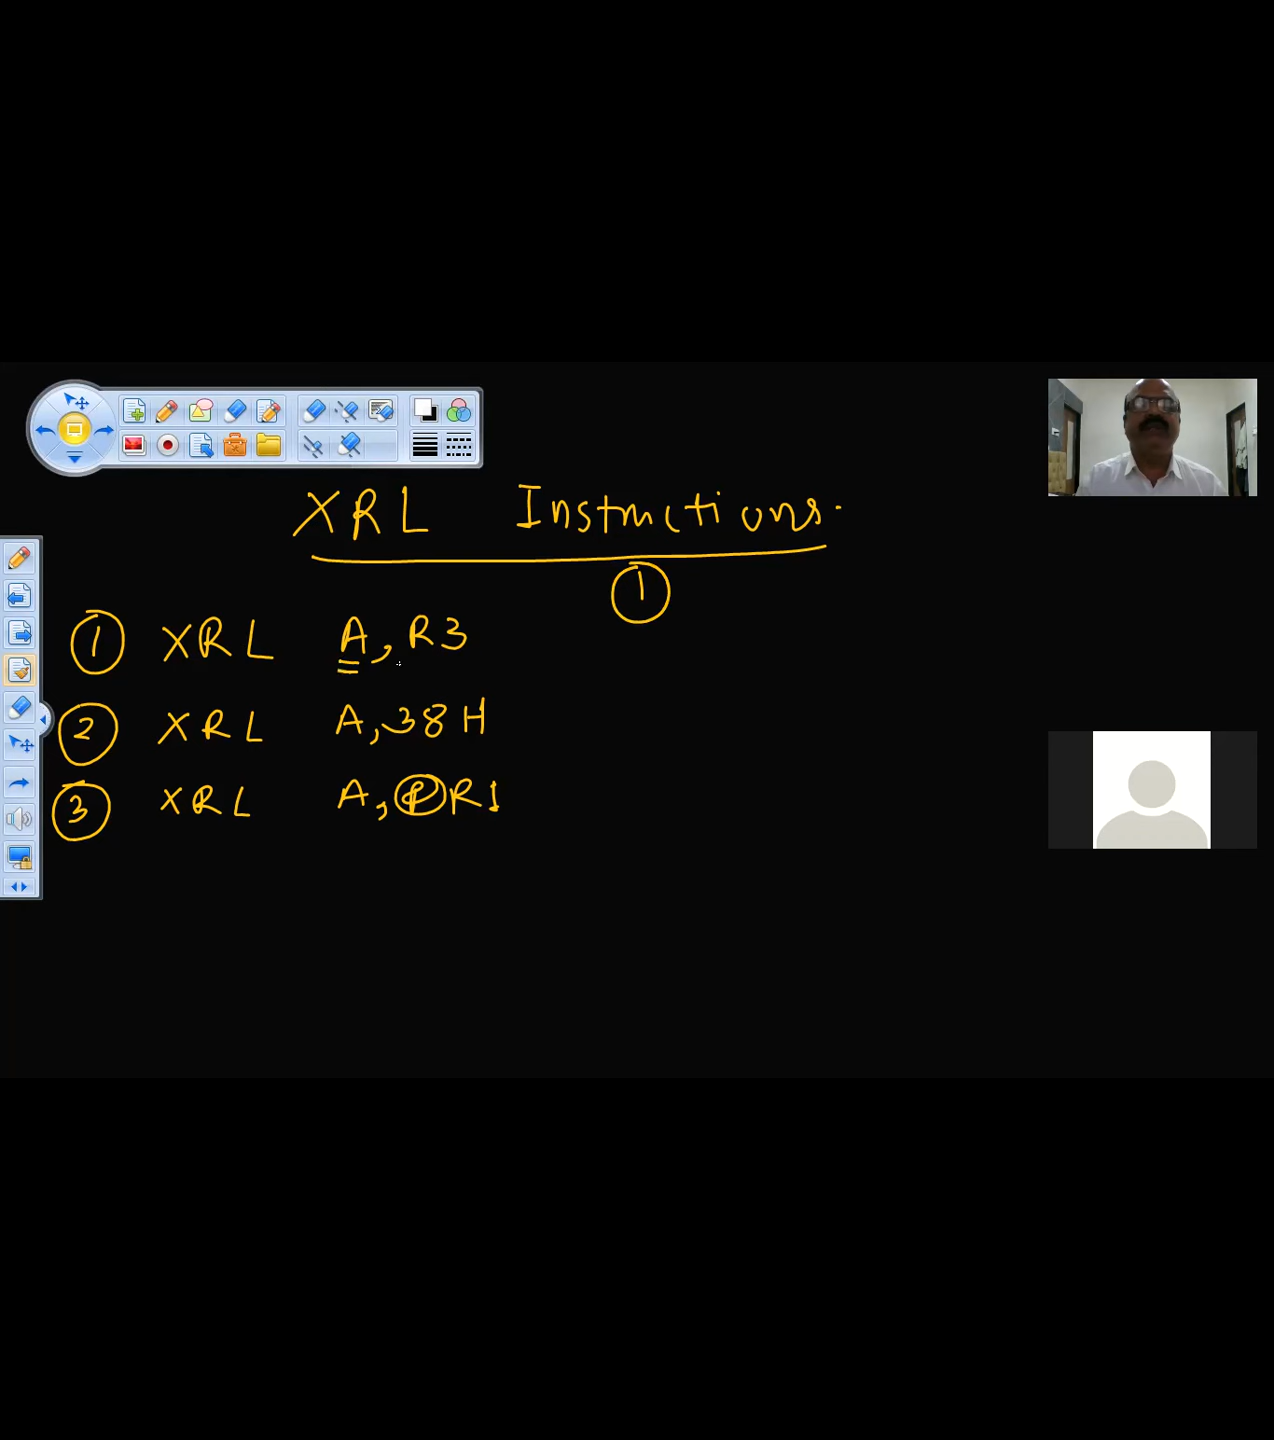 XRL Instructions.
1
1 XRL A, R3
2 XRL A, 38H
3 XRL A, @R1